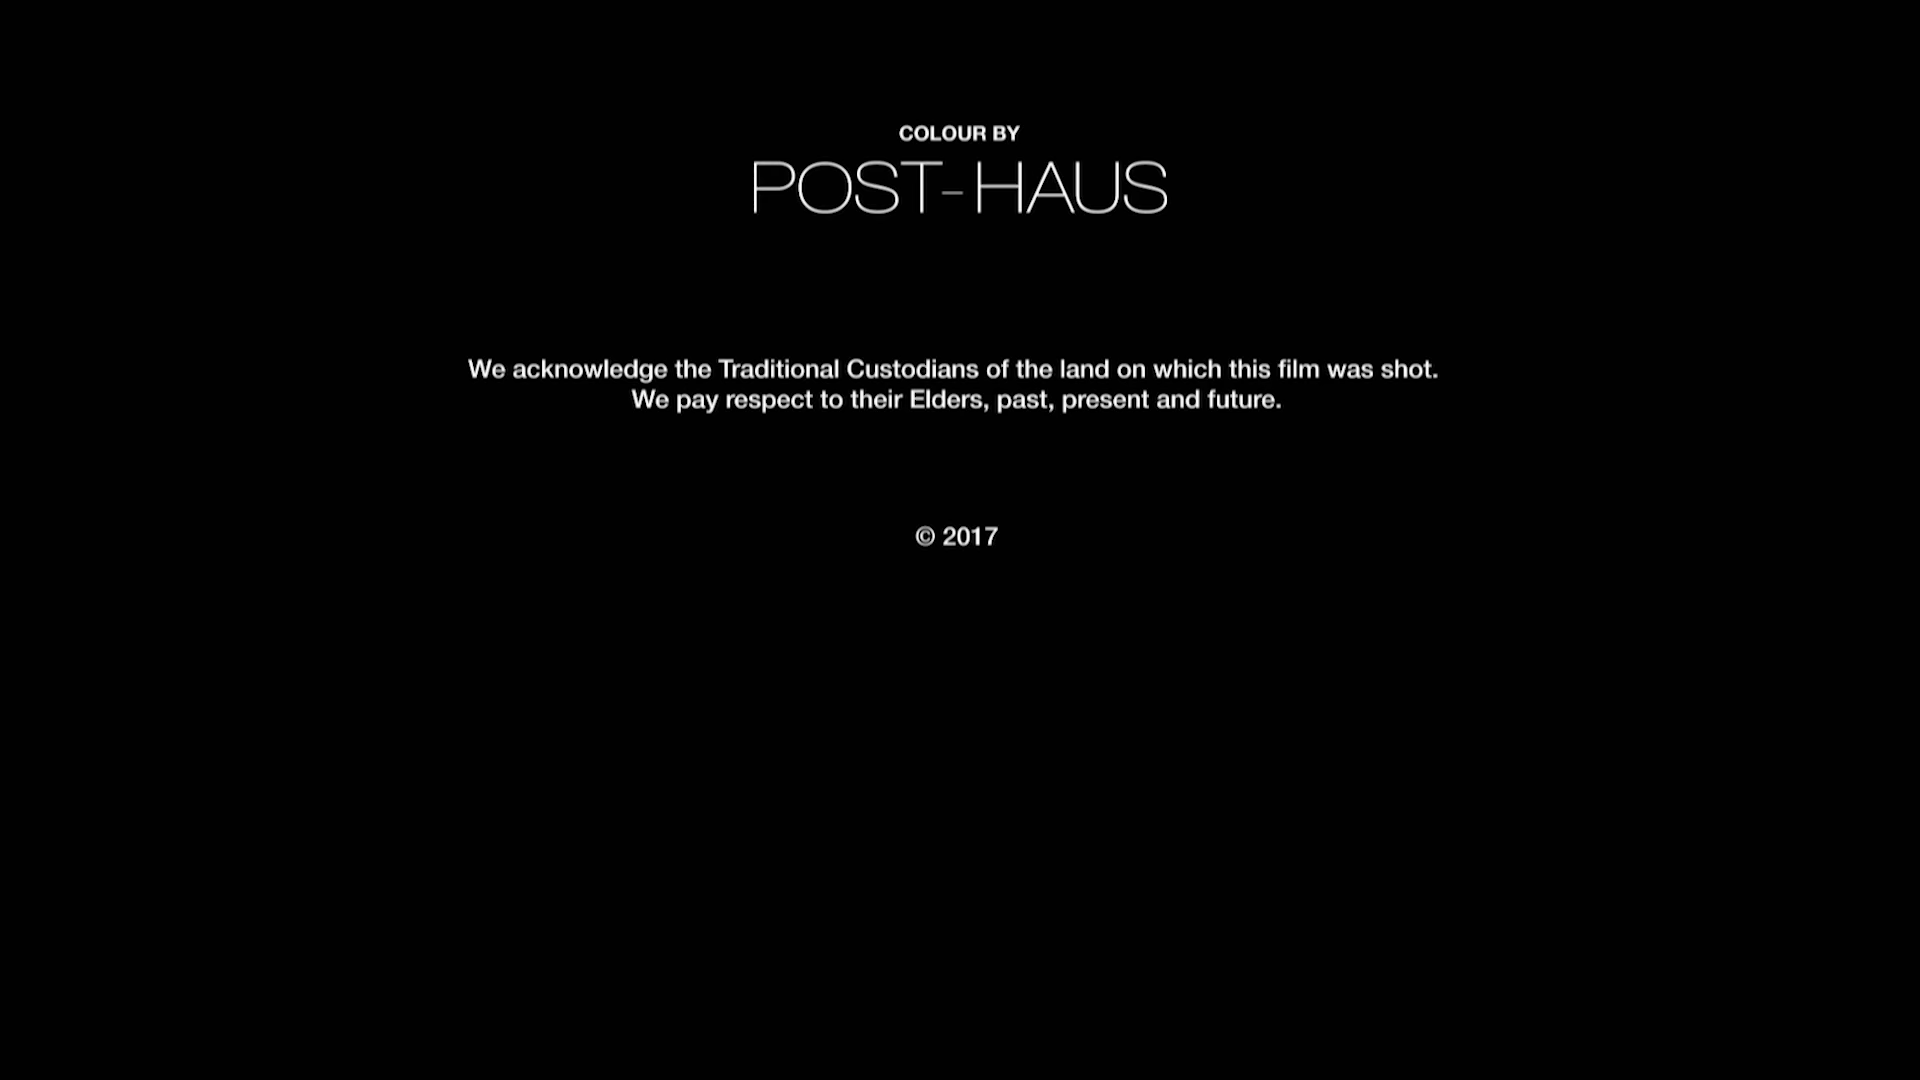 COLOUR BY
POST-HAUS
We acknowledge the Traditional Custodians of the land on which this film was shot.
We pay respect to their Elders, past, present and future.
© 2017